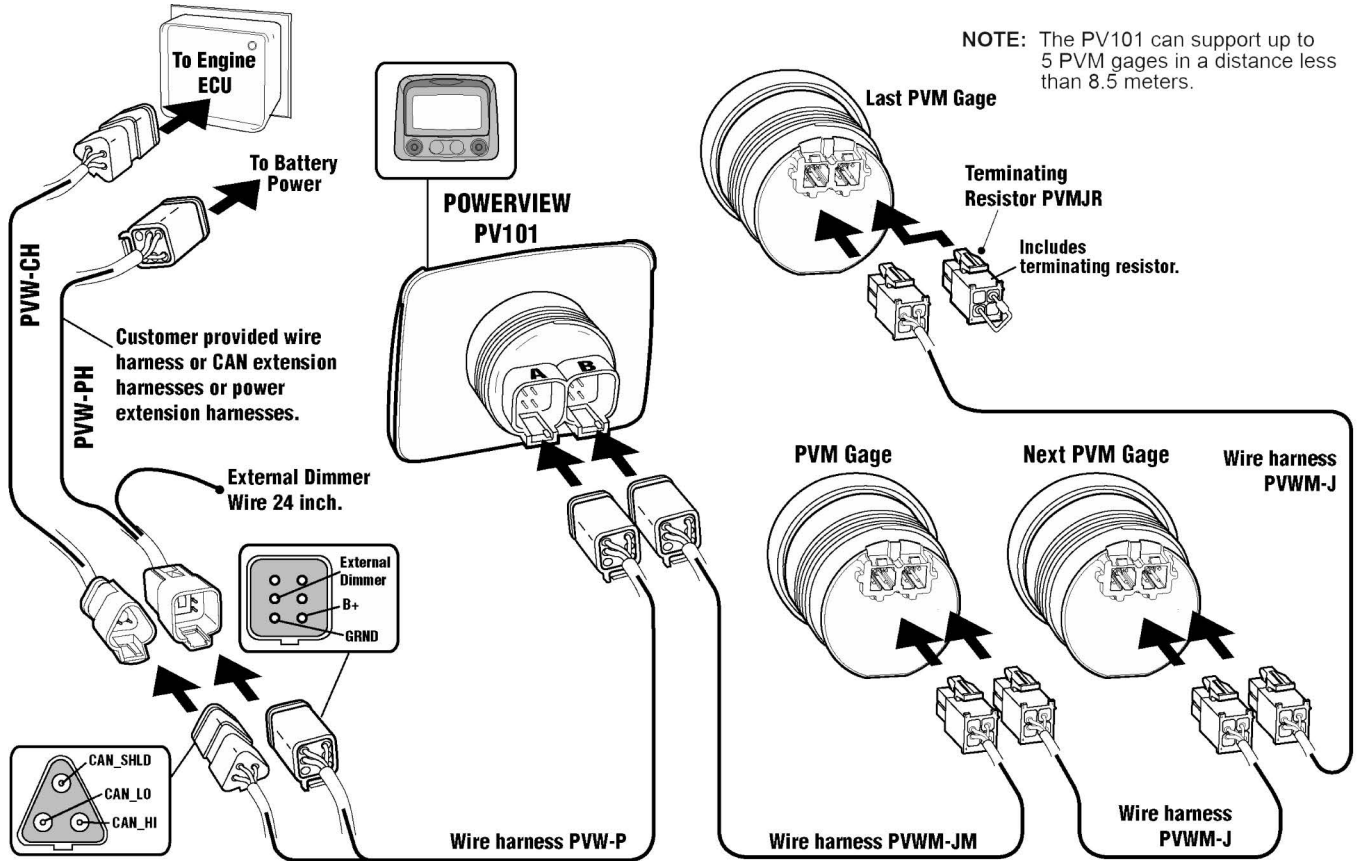 To Engine
ECU
NOTE: The PV101 can support up to
5 PVM gages in a distance less
than 8.5 meters.
Last PVM Gage
To Battery
Power
POWERVIEW
PV101
Terminating
Resistor PVMJR
Includes
terminating resistor.
PVW-CH
PVW-PH
Customer provided wire
harness or CAN extension
harnesses or power
extension harnesses.
A
B
External Dimmer
Wire 24 inch.
PVM Gage
Next PVM Gage
Wire harness
PVWM-J
External
Dimmer
B+
GRND
CAN_SHLD
CAN_LO
CAN_HI
Wire harness PVW-P
Wire harness PVWM-JM
Wire harness
PVWM-J